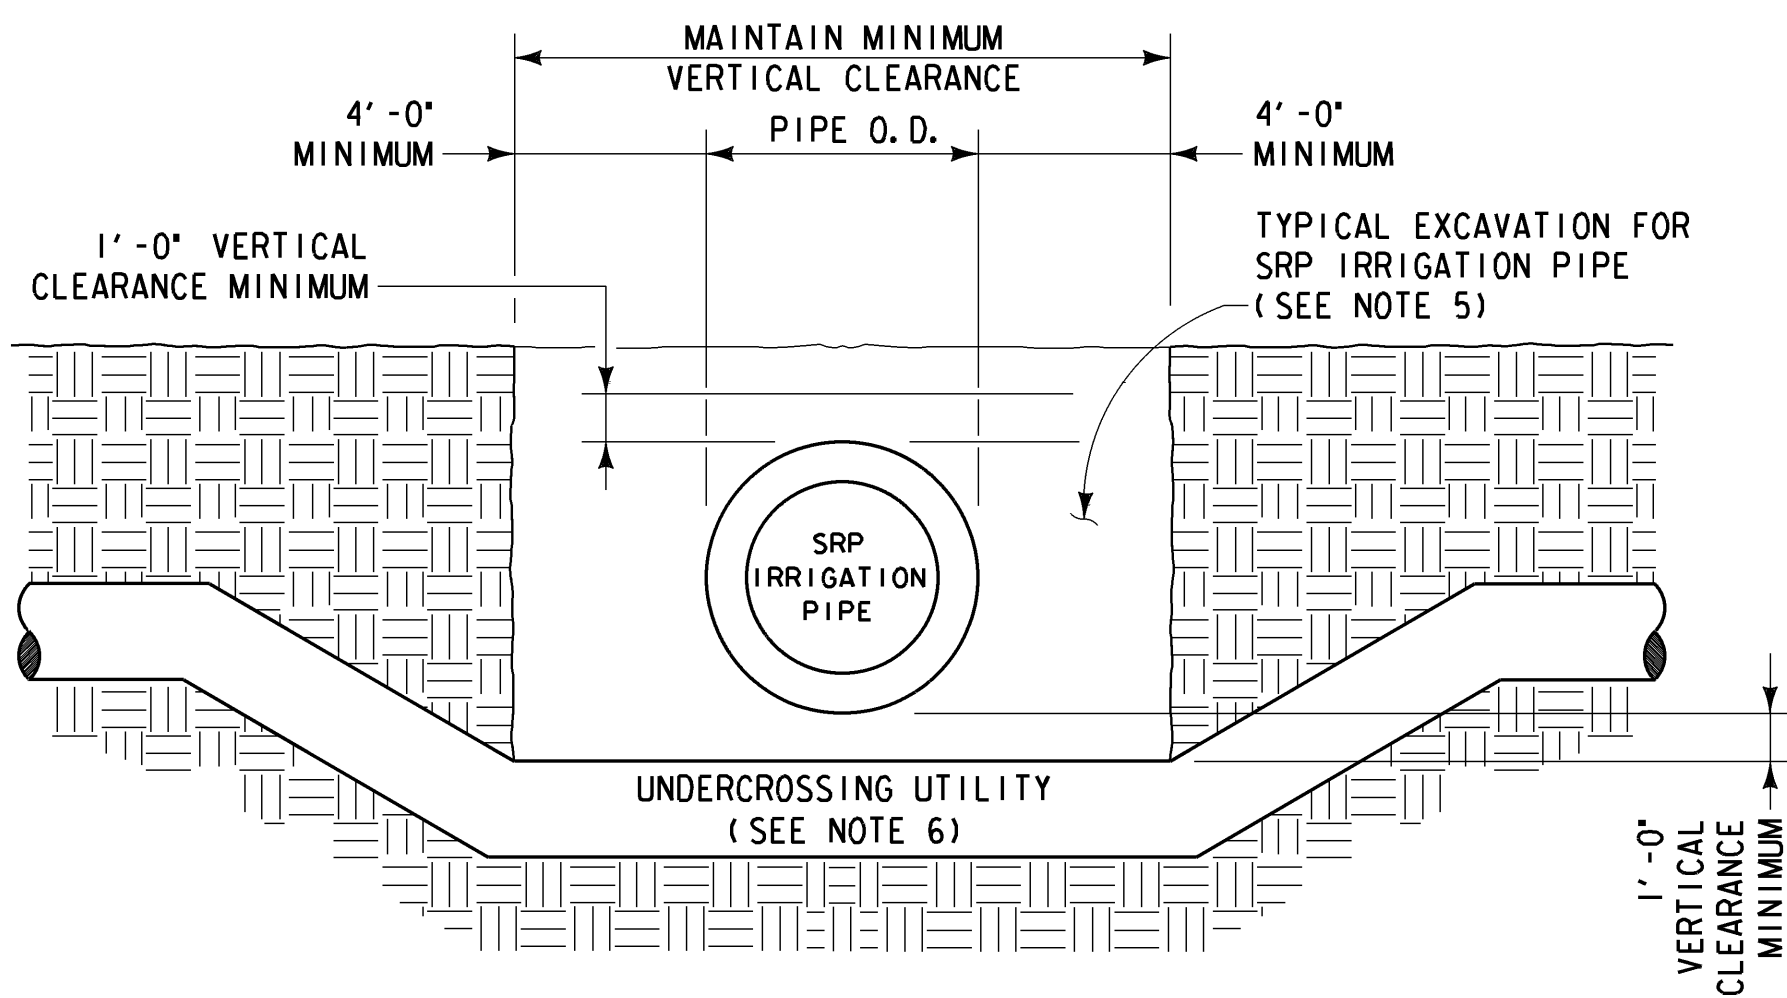 MAINTAIN MINIMUM
VERTICAL CLEARANCE
4'-0"
MINIMUM
PIPE O.D.
4'-0"
MINIMUM
1'-0" VERTICAL
CLEARANCE MINIMUM
TYPICAL EXCAVATION FOR
SRP IRRIGATION PIPE
(SEE NOTE 5)
SRP
IRRIGATION
PIPE
UNDERCROSSING UTILITY
(SEE NOTE 6)
1'-0"
VERTICAL
CLEARANCE
MINIMUM